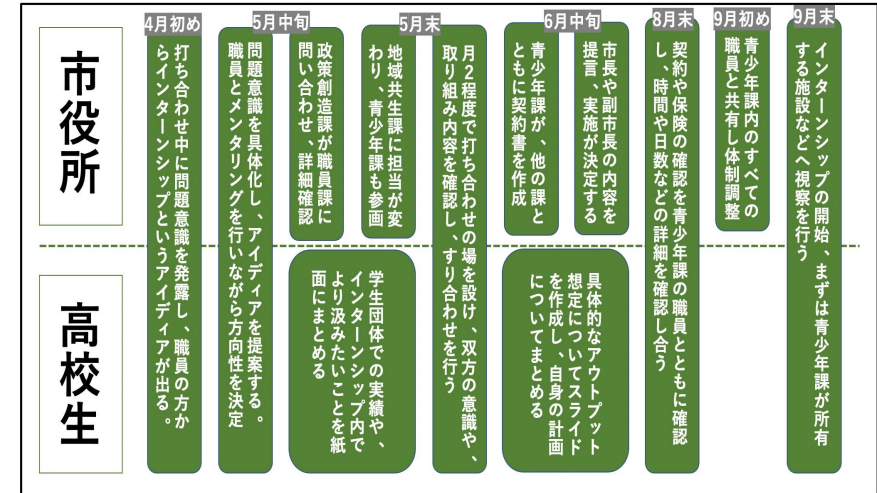 市役所
高校生
4月初め
打ち合わせ中に問題意識を発露し、職員の方か
らインターンシップというアイディアが出る。
5月中旬
問題意識を具体化し、アイディアを提案する。
職員とメンタリングを行いながら方向性を決定
政策創造課が職員課に
問い合わせ、詳細確認
学生団体での実績や、
インターンシップ内で
より汲みたいことを紙
面にまとめる
5月末
地域共生課に担当が変
わり、青少年課も参画
月2程度で打ち合わせの場を設け、双方の意識や、
取り組み内容を確認し、すり合わせを行う
6月中旬
青少年課が、他の課と
ともに契約書を作成
市長や副市長の内容を
提言、実施が決定する
具体的なアウトプット
想定についてスライド
を作成し、自身の計画
についてまとめる
8月末
契約や保険の確認を青少年課の職員とともに確認
し、時間や日数などの詳細を確認し合う
9月初め
青少年課内のすべての
職員と共有し体制調整
9月末
インターンシップの開始、まずは青少年課が所有
する施設などへ視察を行う